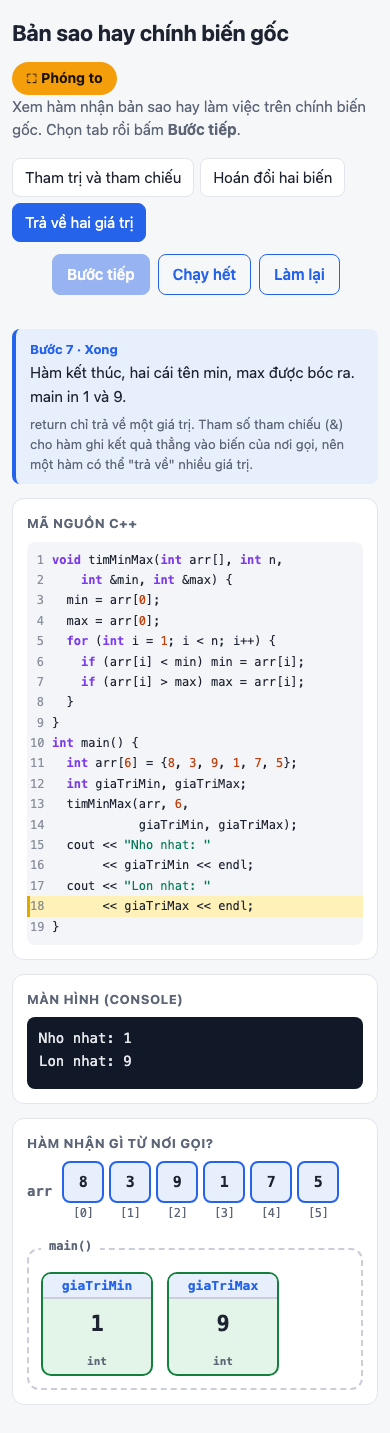 Bản sao hay chính biến gốc
⛶ Phóng to
Xem hàm nhận bản sao hay làm việc trên chính biến
gốc. Chọn tab rồi bấm Bước tiếp.
Tham trị và tham chiếu
Hoán đổi hai biến
Trả về hai giá trị
Bước tiếp
Chạy hết
Làm lại
Bước 7 · Xong
Hàm kết thúc, hai cái tên min, max được bóc ra.
main in 1 và 9.
return chỉ trả về một giá trị. Tham số tham chiếu (&)
cho hàm ghi kết quả thẳng vào biến của nơi gọi, nên
một hàm có thể "trả về" nhiều giá trị.
MÃ NGUỒN C++
1 void timMinMax(int arr[], int n,
2     int &min, int &max) {
3   min = arr[0];
4   max = arr[0];
5   for (int i = 1; i < n; i++) {
6     if (arr[i] < min) min = arr[i];
7     if (arr[i] > max) max = arr[i];
8   }
9 }
10 int main() {
11   int arr[6] = {8, 3, 9, 1, 7, 5};
12   int giaTriMin, giaTriMax;
13   timMinMax(arr, 6,
14             giaTriMin, giaTriMax);
15   cout << "Nho nhat: "
16        << giaTriMin << endl;
17   cout << "Lon nhat: "
18        << giaTriMax << endl;
19 }
MÀN HÌNH (CONSOLE)
Nho nhat: 1
Lon nhat: 9
HÀM NHẬN GÌ TỪ NƠI GỌI?
arr 8 3 9 1 7 5
[0] [1] [2] [3] [4] [5]
main()
giaTriMin giaTriMax
1 9
int int